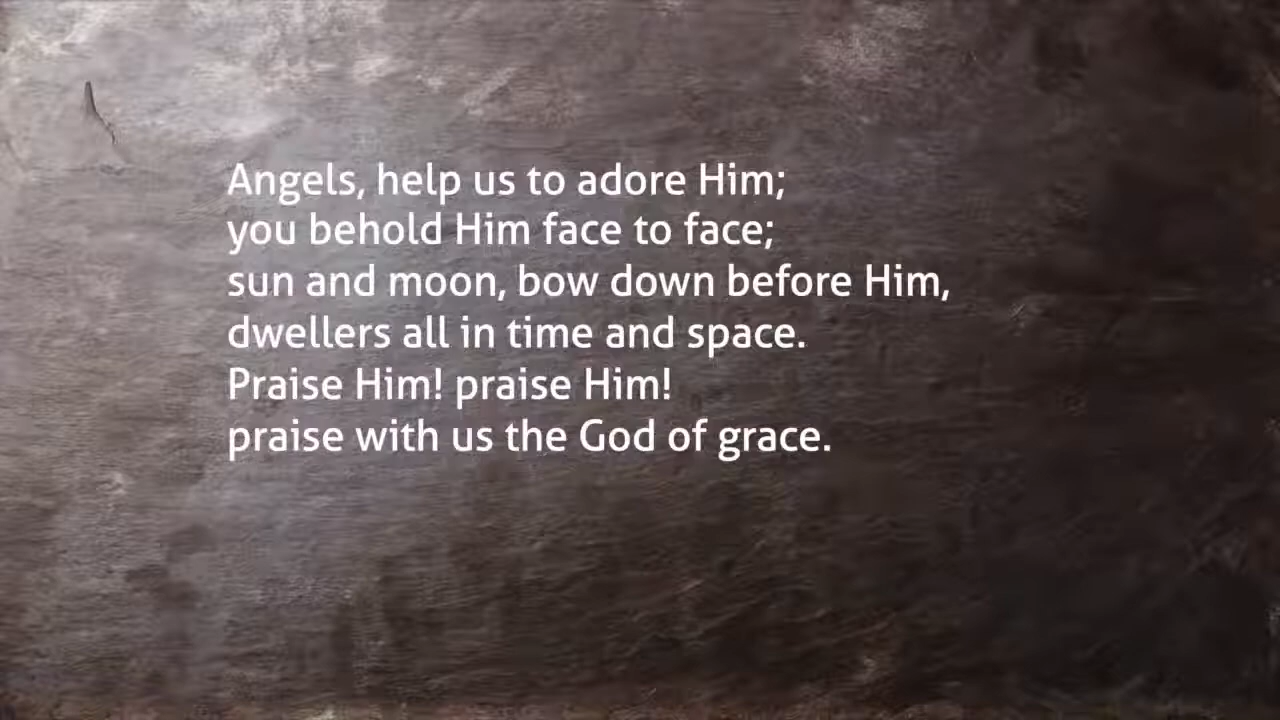 Angels, help us to adore Him;
you behold Him face to face;
sun and moon, bow down before Him,
dwellers all in time and space.
Praise Him! praise Him!
praise with us the God of grace.